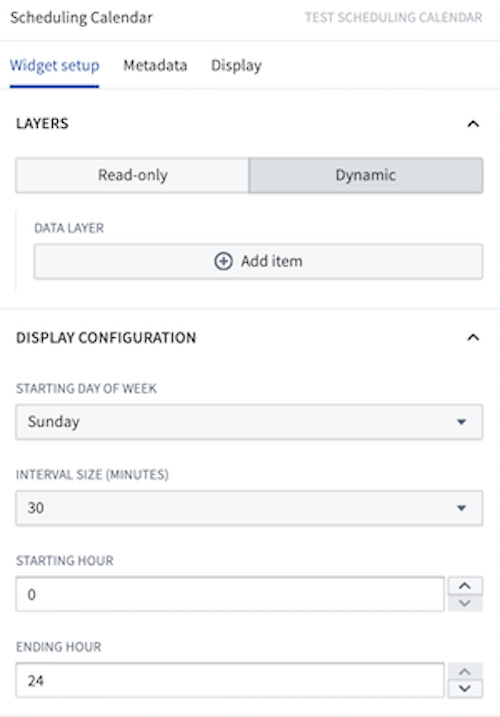 Scheduling Calendar TEST SCHEDULING CALENDAR
Widget setup Metadata Display
LAYERS
Read-only Dynamic
DATA LAYER
Add item
DISPLAY CONFIGURATION
STARTING DAY OF WEEK
Sunday
INTERVAL SIZE (MINUTES)
30
STARTING HOUR
0
ENDING HOUR
24